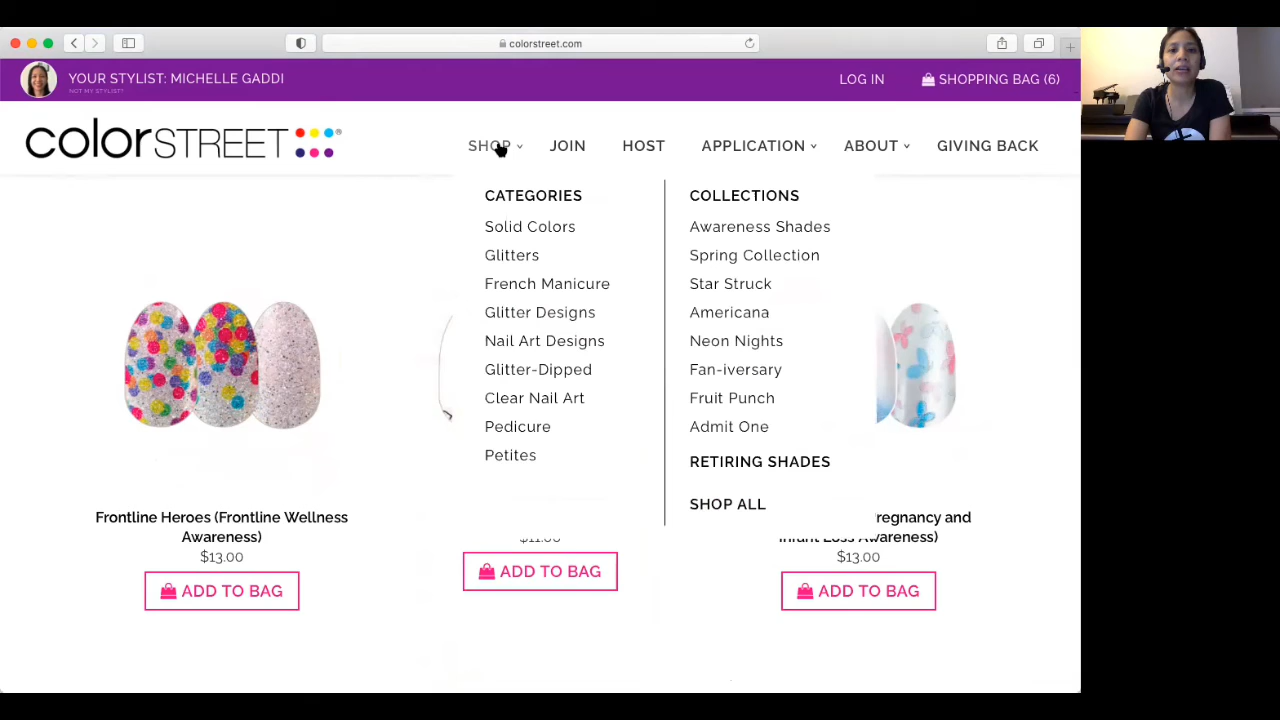 colorstreet.com
YOUR STYLIST: MICHELLE GADDI
NOT MY STYLIST?
LOG IN
SHOPPING BAG (6)
colorSTREET®
SHOP
JOIN
HOST
APPLICATION
ABOUT
GIVING BACK
CATEGORIES
Solid Colors
Glitters
French Manicure
Glitter Designs
Nail Art Designs
Glitter-Dipped
Clear Nail Art
Pedicure
Petites
COLLECTIONS
Awareness Shades
Spring Collection
Star Struck
Americana
Neon Nights
Fan-iversary
Fruit Punch
Admit One
RETIRING SHADES
SHOP ALL
Frontline Heroes (Frontline Wellness
Awareness)
$13.00
ADD TO BAG
$11.00
ADD TO BAG
regnancy and
Infant Loss Awareness)
$13.00
ADD TO BAG